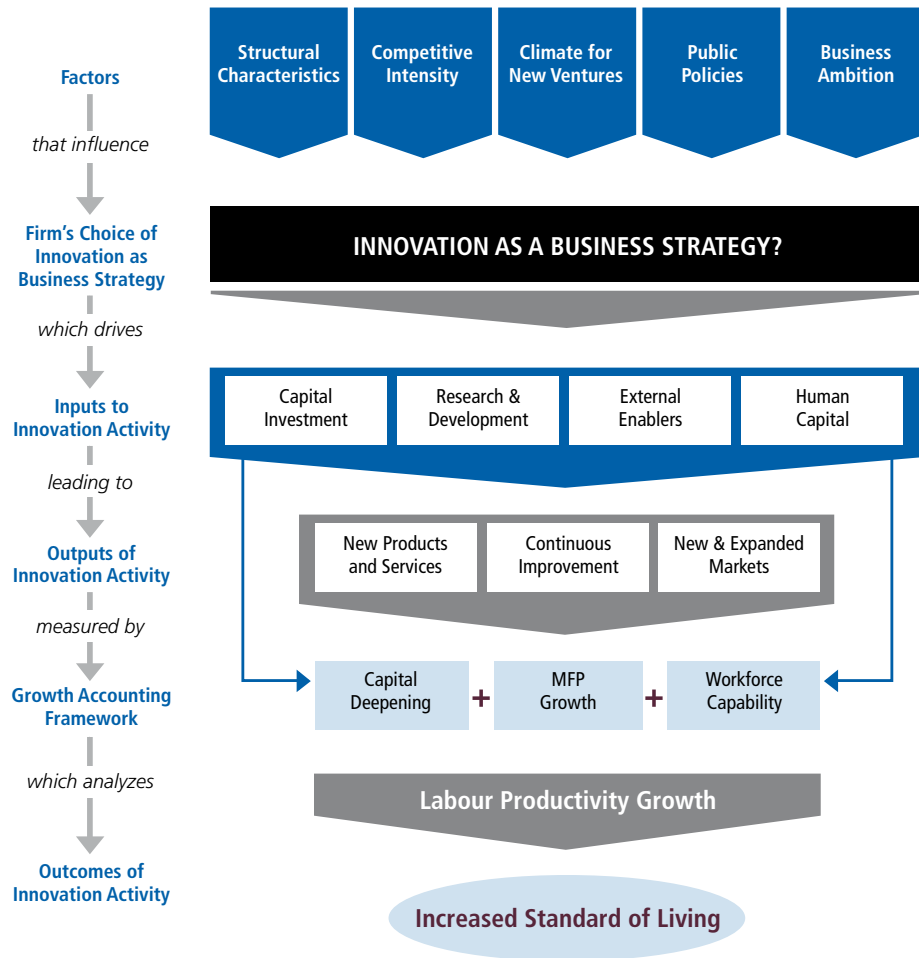 Structural
Characteristics
Competitive
Intensity
Climate for
New Ventures
Public
Policies
Business
Ambition
Factors
that influence
Firm's Choice of
Innovation as
Business Strategy
INNOVATION AS A BUSINESS STRATEGY?
which drives
Inputs to
Innovation Activity
Capital
Investment
Research &
Development
External
Enablers
Human
Capital
leading to
Outputs of
Innovation Activity
New Products
and Services
Continuous
Improvement
New & Expanded
Markets
measured by
Growth Accounting
Framework
Capital
Deepening
+
MFP
Growth
+
Workforce
Capability
which analyzes
Labour Productivity Growth
Outcomes of
Innovation Activity
Increased Standard of Living